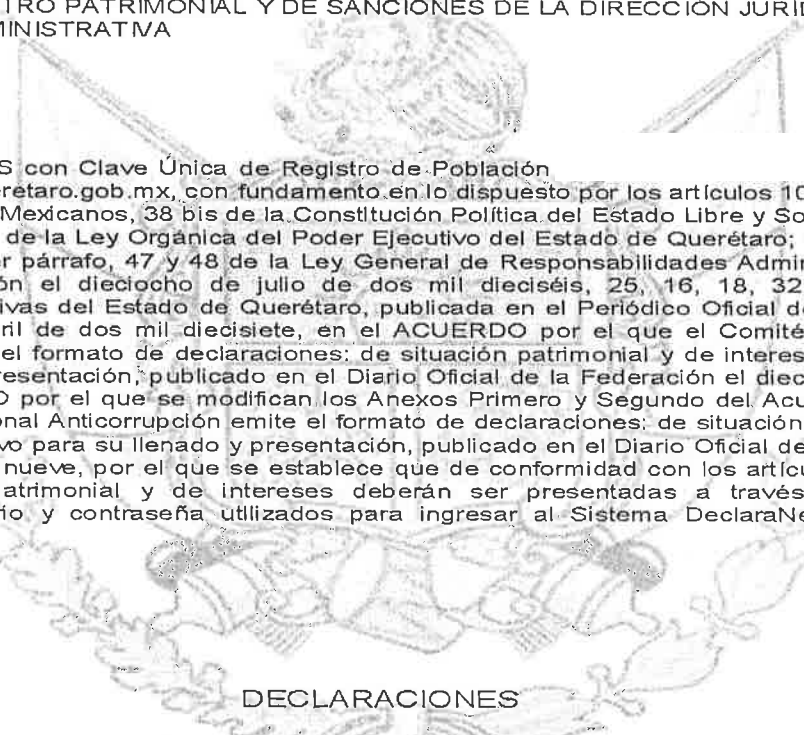 TRO PATRIMONIAL Y DE SANCIONES DE LA DIRECCIÓN JURÍD
MINISTRATIVA
S con Clave Única de Registro de Población
eretaro.gob.mx, con fundamento en lo dispuesto por los artículos 10
Mexicanos, 38 bis de la Constitución Política del Estado Libre y So
de la Ley Orgánica del Poder Ejecutivo del Estado de Querétaro;
r párrafo, 47 y 48 de la Ley General de Responsabilidades Admin
ón el dieciocho de julio de dos mil dieciséis, 25, 16, 18, 32
ivas del Estado de Querétaro, publicada en el Periódico Oficial d
ril de dos mil diecisiete, en el ACUERDO por el que el Comité
el formato de declaraciones: de situación patrimonial y de interes
resentación, publicado en el Diario Oficial de la Federación el diec
O por el que se modifican los Anexos Primero y Segundo del Acu
onal Anticorrupción emite el formato de declaraciones: de situación
vo para su llenado y presentación, publicado en el Diario Oficial de
nueve, por el que se establece que de conformidad con los artícu
atrimonial y de intereses deberán ser presentadas a través
rio y contraseña utilizados para ingresar al Sistema DeclaraNe
DECLARACIONES